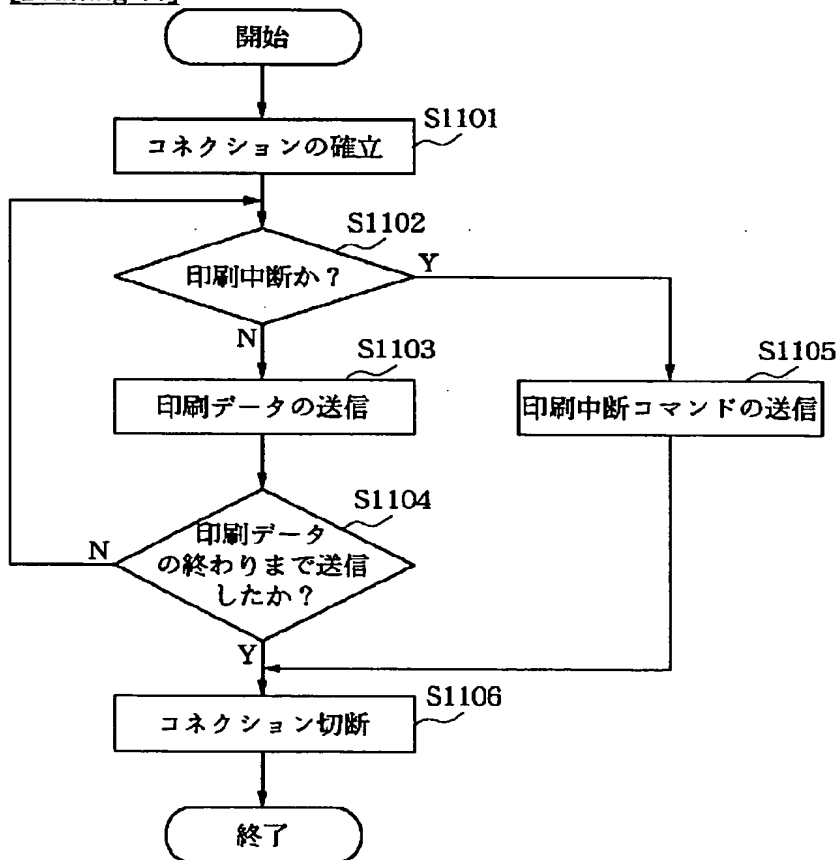 開始
S1101
コネクションの確立
S1102
印刷中断か？
Y
N
S1103
印刷データの送信
S1105
印刷中断コマンドの送信
S1104
印刷データ
の終わりまで送信
したか？
N
Y
S1106
コネクション切断
終了